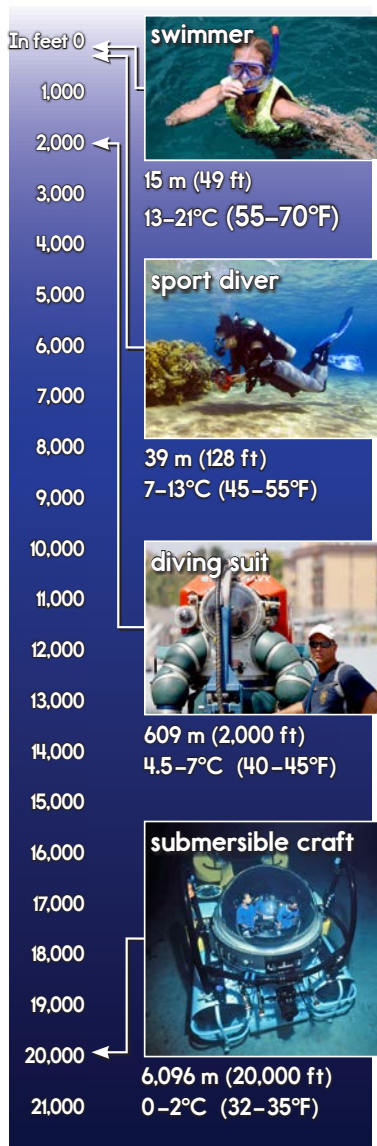 In feet 0
1,000
2,000
3,000
4,000
5,000
6,000
7,000
8,000
9,000
10,000
11,000
12,000
13,000
14,000
15,000
16,000
17,000
18,000
19,000
20,000
21,000
swimmer
15 m (49 ft)
13–21°C (55–70°F)
sport diver
39 m (128 ft)
7–13°C (45–55°F)
diving suit
609 m (2,000 ft)
4.5–7°C (40–45°F)
submersible craft
6,096 m (20,000 ft)
0–2°C (32–35°F)